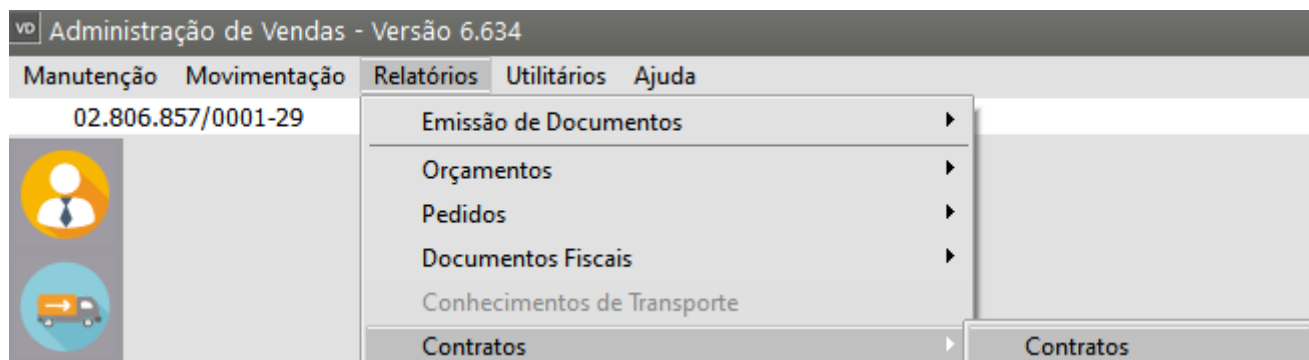 VD Administração de Vendas - Versão 6.634
Manutenção Movimentação Relatórios Utilitários Ajuda
02.806.857/0001-29
Emissão de Documentos
Orçamentos
Pedidos
Documentos Fiscais
Conhecimentos de Transporte
Contratos Contratos